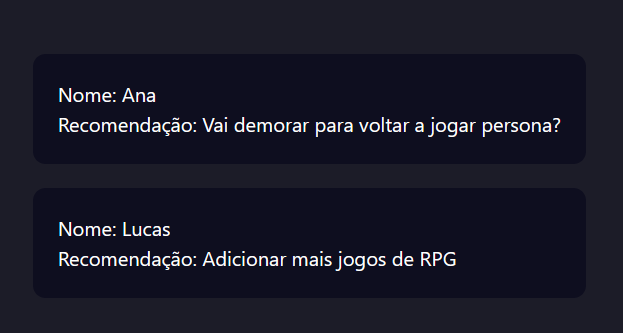 Nome: Ana
Recomendação: Vai demorar para voltar a jogar persona?
Nome: Lucas
Recomendação: Adicionar mais jogos de RPG